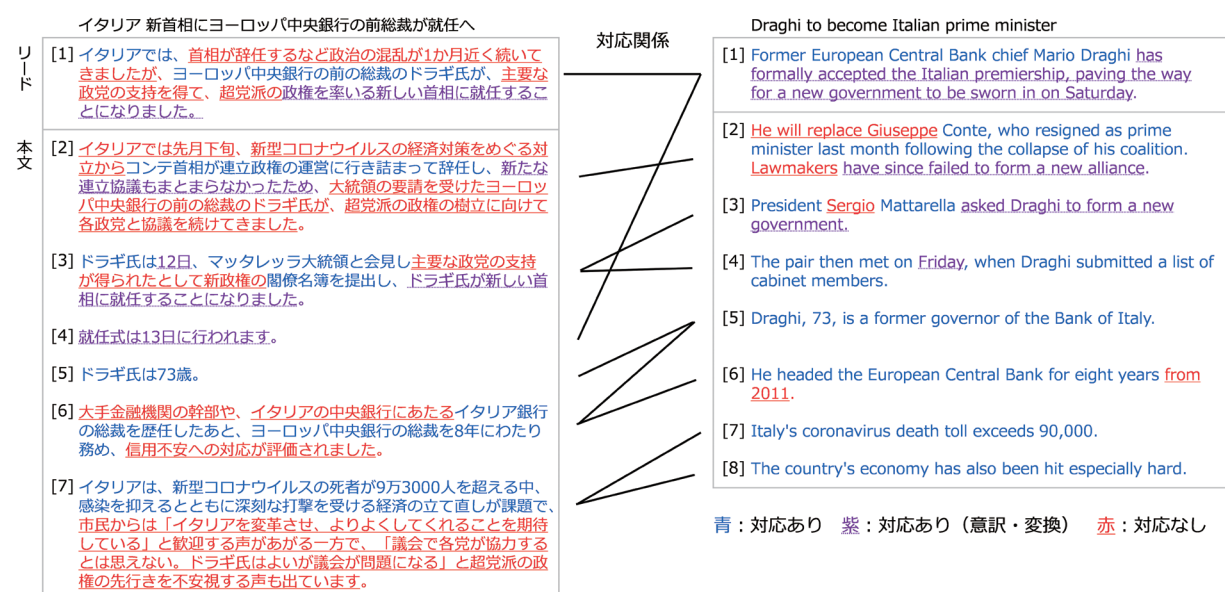 イタリア 新首相にヨーロッパ中央銀行の前総裁が就任へ
リード
[1] イタリアでは、首相が辞任するなど政治の混乱が1か月近く続いて
きましたが、ヨーロッパ中央銀行の前の総裁のドラギ氏が、主要な
政党の支持を得て、超党派の政権を率いる新しい首相に就任するこ
とになりました。
本文
[2] イタリアでは先月下旬、新型コロナウイルスの経済対策をめぐる対
立からコンテ首相が連立政権の運営に行き詰まって辞任し、新たな
連立協議もまとまらなかったため、大統領の要請を受けたヨーロッ
パ中央銀行の前の総裁のドラギ氏が、超党派の政権の樹立に向けて
各政党と協議を続けてきました。
[3] ドラギ氏は12日、マッタレッラ大統領と会見し主要な政党の支持
が得られたとして新政権の閣僚名簿を提出し、ドラギ氏が新しい首
相に就任することになりました。
[4] 就任式は13日に行われます。
[5] ドラギ氏は73歳。
[6] 大手金融機関の幹部や、イタリアの中央銀行にあたるイタリア銀行
の総裁を歴任したあと、ヨーロッパ中央銀行の総裁を8年にわたり
務め、信用不安への対応が評価されました。
[7] イタリアは、新型コロナウイルスの死者が9万3000人を超える中、
感染を抑えるとともに深刻な打撃を受ける経済の立て直しが課題で、
市民からは「イタリアを変革させ、よりよくしてくれることを期待
している」と歓迎する声があがる一方で、「議会で各党が協力する
とは思えない。ドラギ氏はよいが議会が問題になる」と超党派の政
権の先行きを不安視する声も出ています。
対応関係
Draghi to become Italian prime minister
[1] Former European Central Bank chief Mario Draghi has
formally accepted the Italian premiership, paving the way
for a new government to be sworn in on Saturday.
[2] He will replace Giuseppe Conte, who resigned as prime
minister last month following the collapse of his coalition.
Lawmakers have since failed to form a new alliance.
[3] President Sergio Mattarella asked Draghi to form a new
government.
[4] The pair then met on Friday, when Draghi submitted a list of
cabinet members.
[5] Draghi, 73, is a former governor of the Bank of Italy.
[6] He headed the European Central Bank for eight years from
2011.
[7] Italy's coronavirus death toll exceeds 90,000.
[8] The country's economy has also been hit especially hard.
青：対応あり 紫：対応あり（意訳・変換） 赤：対応なし